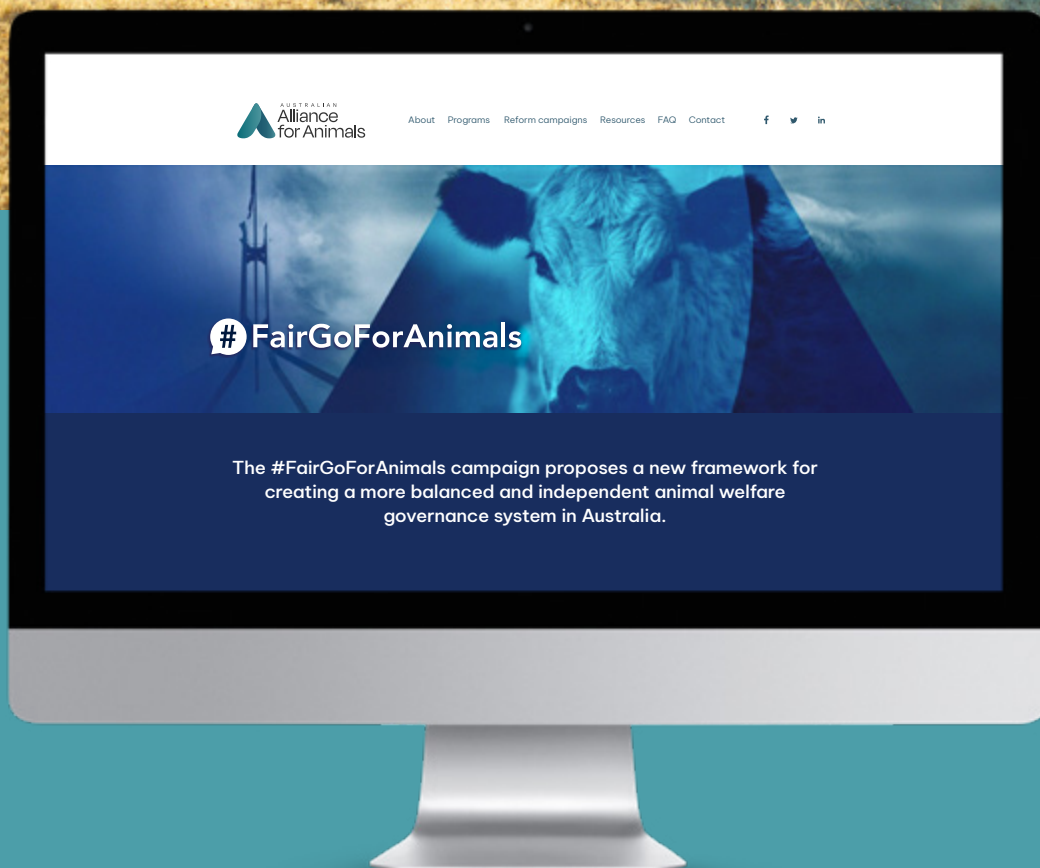 AUSTRALIAN
Alliance
for Animals
About Programs Reform campaigns Resources FAQ Contact
f in
# FairGoForAnimals
The #FairGoForAnimals campaign proposes a new framework for
creating a more balanced and independent animal welfare
governance system in Australia.